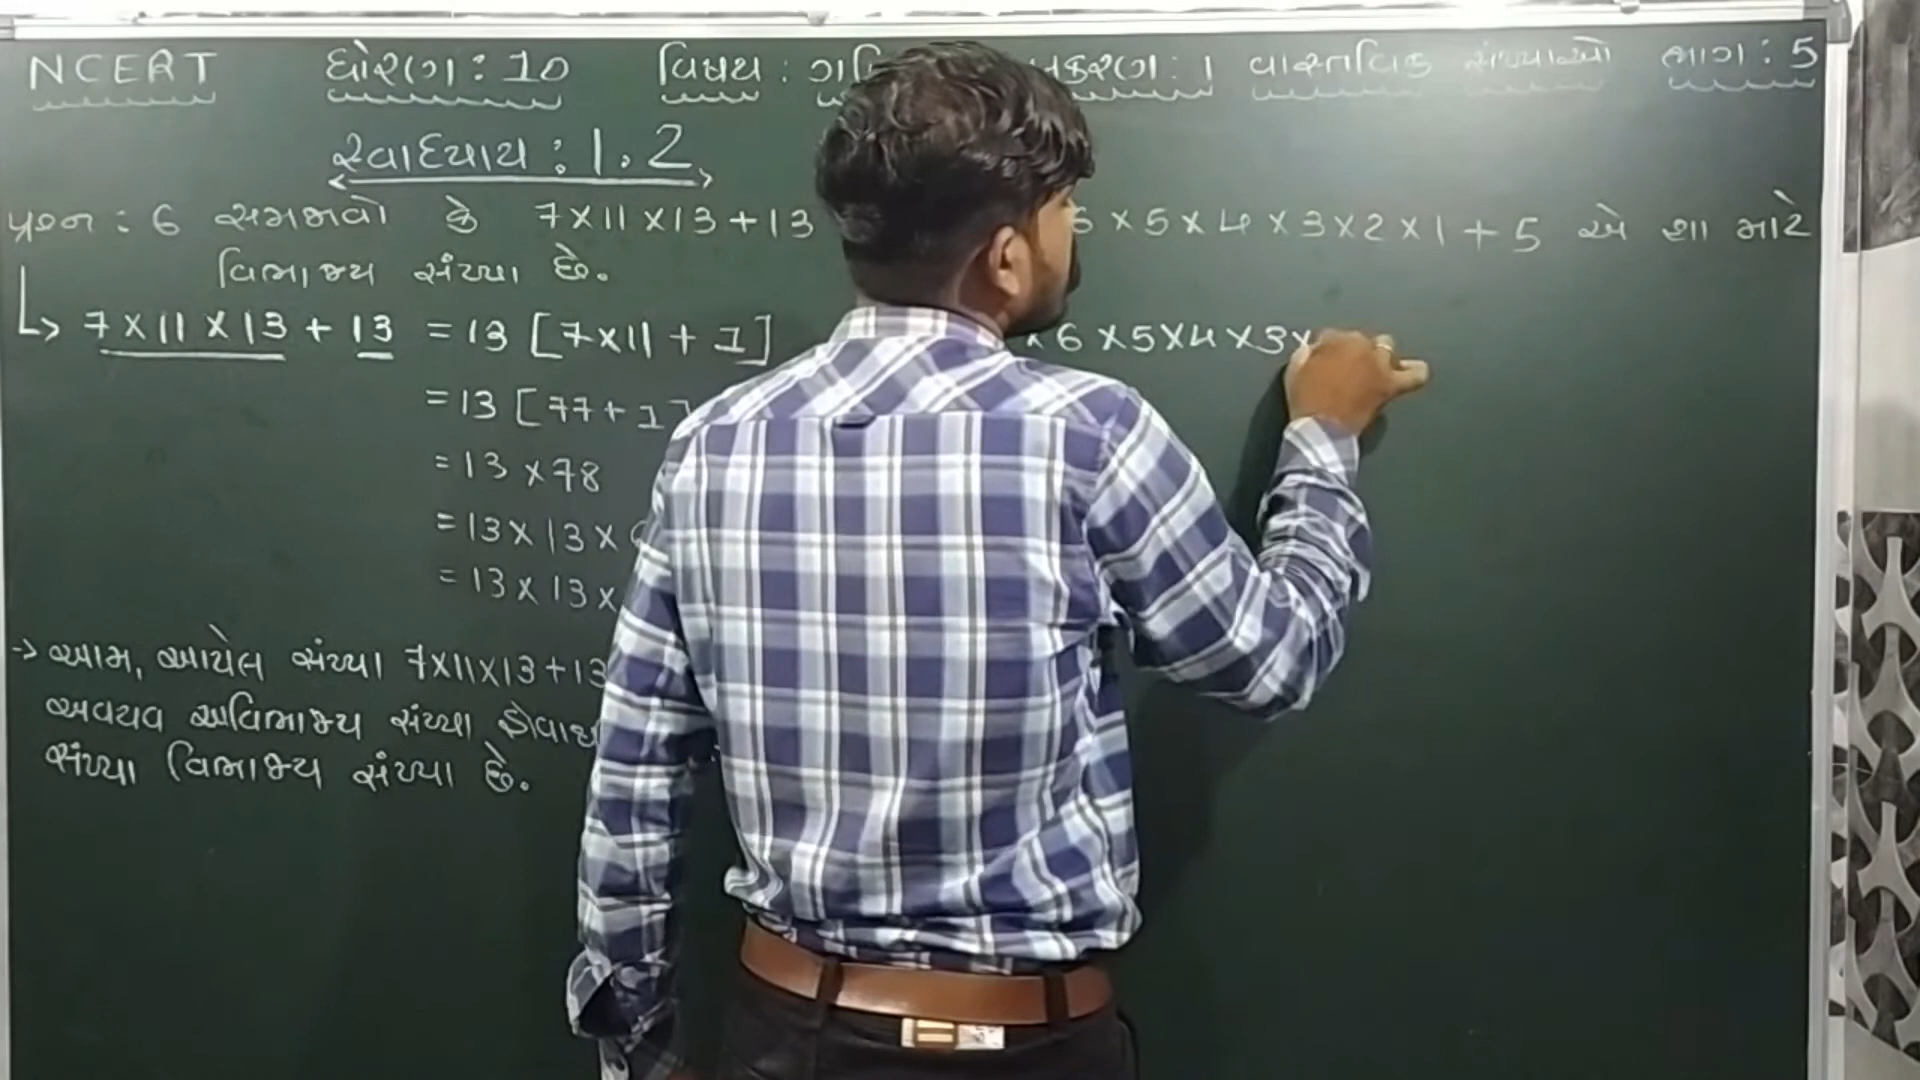 NCERT ધોરણ : 10 વિષય : પ્રકરણ : 1 વાસ્તવિક સંખ્યાઓ ભાગ : 5
સ્વાધ્યાય : 1.2
પ્રશ્ન : 6 સમજાવો કે 7×11×13+13 6×5×4×3×2×1+5 એ શા માટે
વિભાજ્ય સંખ્યા છે.
7×11×13 + 13 = 13 [7×11 + 1] ×6×5×4×3×
= 13 [77+1]
= 13×78
= 13×13×
= 13×13×
→ આમ, આપેલ સંખ્યા 7×11×13+13
અવયવ અવિભાજ્ય સંખ્યા હોવાથી
સંખ્યા વિભાજ્ય સંખ્યા છે.